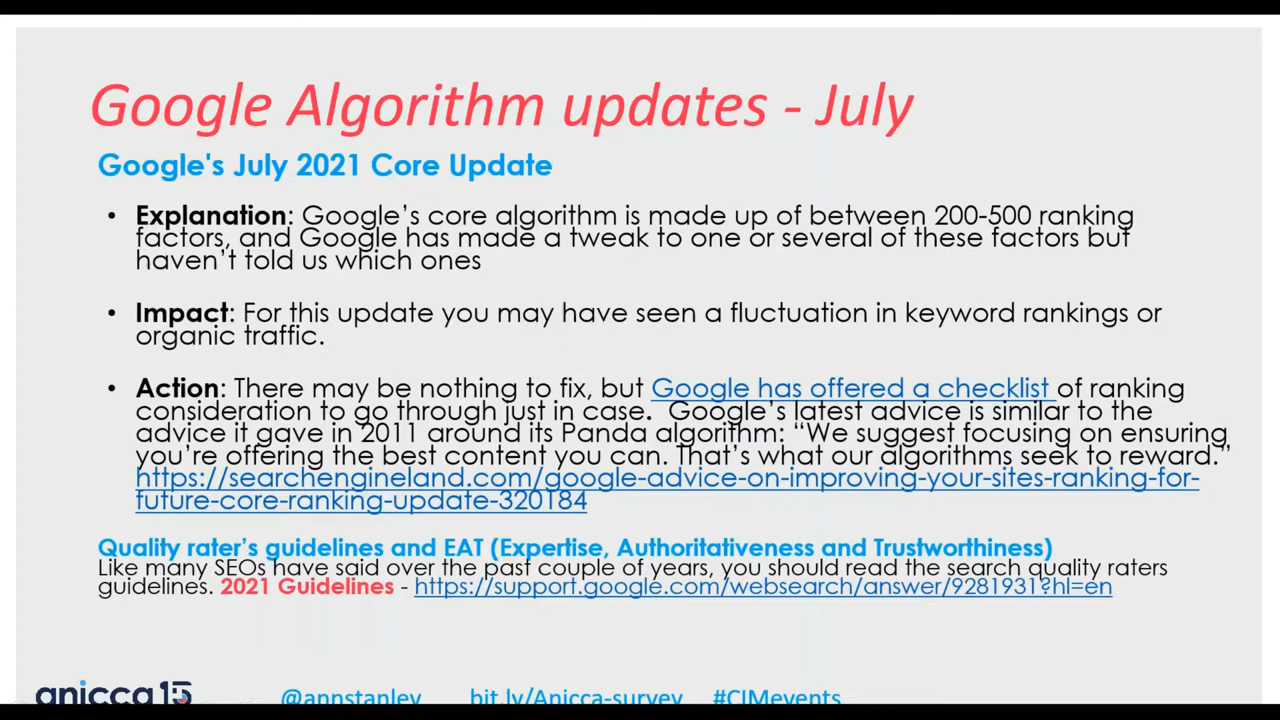 Google Algorithm updates - July
Google's July 2021 Core Update
• Explanation: Google’s core algorithm is made up of between 200-500 ranking
factors, and Google has made a tweak to one or several of these factors but
haven’t told us which ones
• Impact: For this update you may have seen a fluctuation in keyword rankings or
organic traffic.
• Action: There may be nothing to fix, but Google has offered a checklist of ranking
consideration to go through just in case. Google’s latest advice is similar to the
advice it gave in 2011 around its Panda algorithm: “We suggest focusing on ensuring
you’re offering the best content you can. That’s what our algorithms seek to reward.”
https://searchengineland.com/google-advice-on-improving-your-sites-ranking-for-
future-core-ranking-update-320184
Quality rater’s guidelines and EAT (Expertise, Authoritativeness and Trustworthiness)
Like many SEOs have said over the past couple of years, you should read the search quality raters
guidelines. 2021 Guidelines - https://support.google.com/websearch/answer/9281931?hl=en
anicca 15 @annstanley bit.ly/Anicca-survey #CIMevents